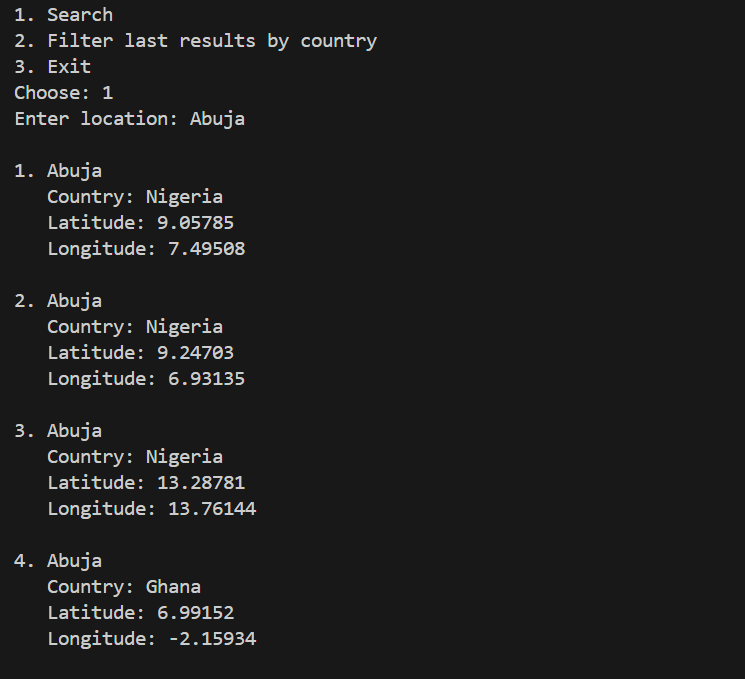 1. Search
2. Filter last results by country
3. Exit
Choose: 1
Enter location: Abuja

1. Abuja
   Country: Nigeria
   Latitude: 9.05785
   Longitude: 7.49508

2. Abuja
   Country: Nigeria
   Latitude: 9.24703
   Longitude: 6.93135

3. Abuja
   Country: Nigeria
   Latitude: 13.28781
   Longitude: 13.76144

4. Abuja
   Country: Ghana
   Latitude: 6.99152
   Longitude: -2.15934